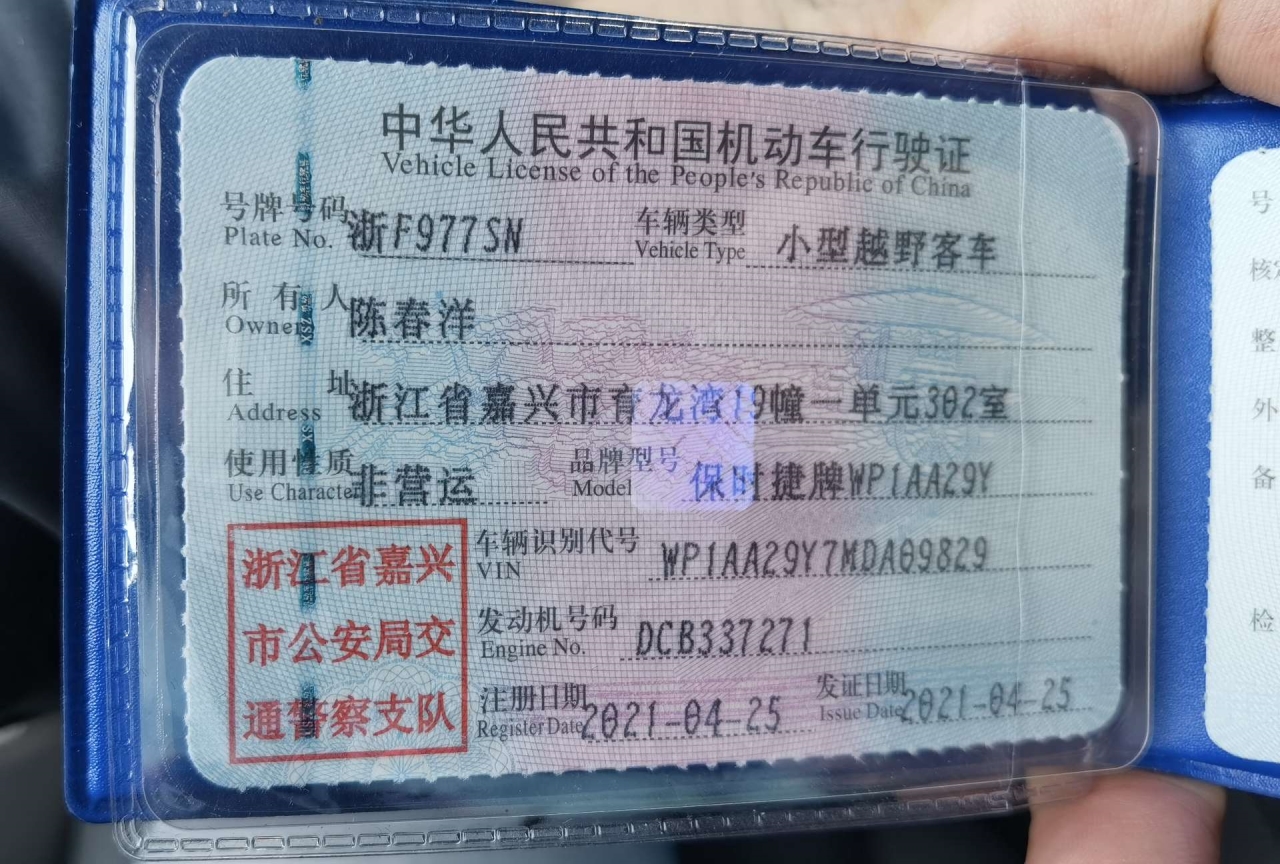 中华人民共和国机动车行驶证
Vehicle License of the People's Republic of China
号牌号码 浙F977SN 车辆类型 小型越野客车
Plate No. Vehicle Type
所有人 陈春洋
Owner
住址 浙江省嘉兴市育龙湾19幢一单元302室
Address
使用性质 非营运 品牌型号 保时捷牌WP1AA29Y
Use Character Model
浙江省嘉兴
市公安局交
通警察支队
车辆识别代号 WP1AA29Y7MDA09829
VIN
发动机号码 DCB337271
Engine No.
注册日期 2021-04-25 发证日期 2021-04-25
Register Date Issue Date
号
核定
整
外
备
检